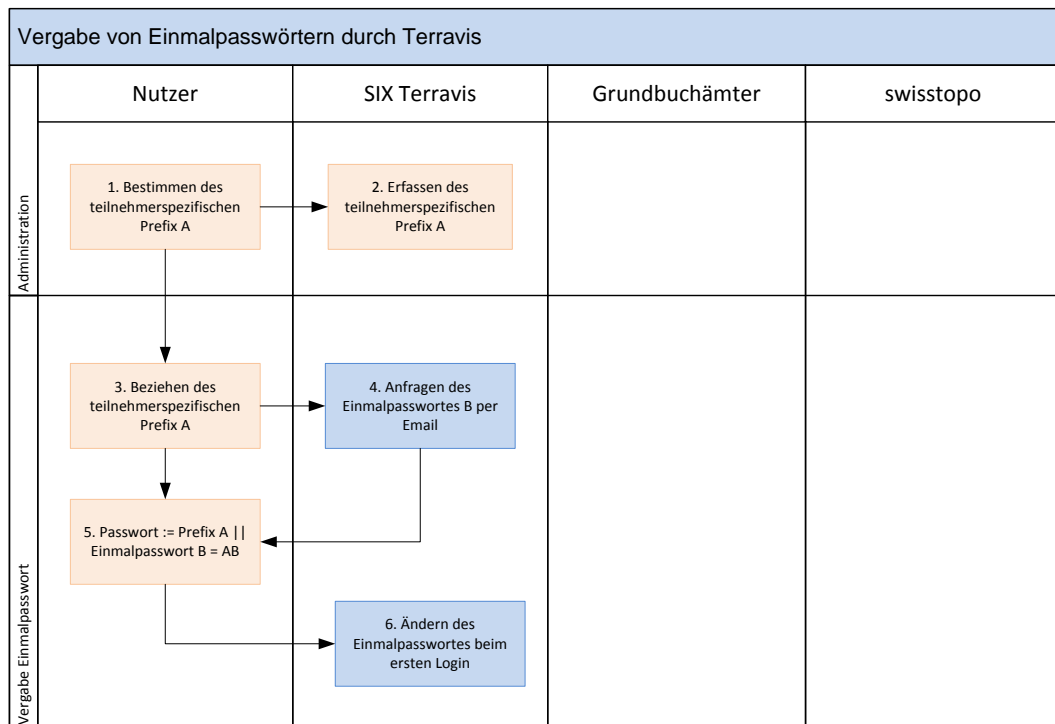 Vergabe von Einmalpasswörtern durch Terravis
Nutzer
SIX Terravis
Grundbuchämter
swisstopo
Administration
1. Bestimmen des
teilnehmerspezifischen
Prefix A
2. Erfassen des
teilnehmerspezifischen
Prefix A
Vergabe Einmalpasswort
3. Beziehen des
teilnehmerspezifischen
Prefix A
4. Anfragen des
Einmalpasswortes B per
Email
5. Passwort := Prefix A ||
Einmalpasswort B = AB
6. Ändern des
Einmalpasswortes beim
ersten Login